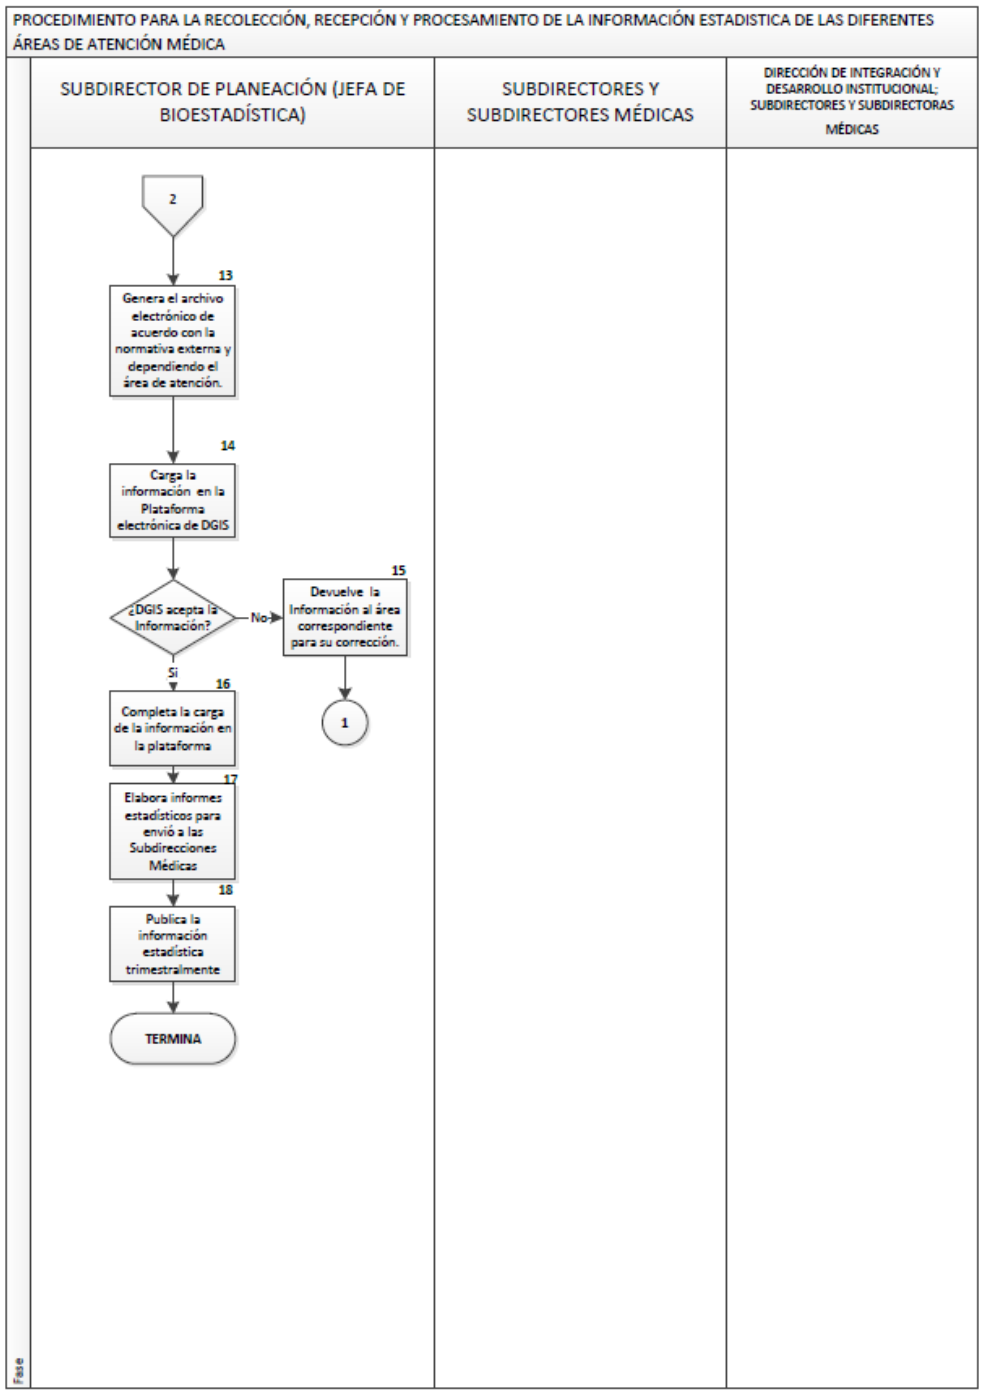 PROCEDIMIENTO PARA LA RECOLECCIÓN, RECEPCIÓN Y PROCESAMIENTO DE LA INFORMACIÓN ESTADISTICA DE LAS DIFERENTES
ÁREAS DE ATENCIÓN MÉDICA
SUBDIRECTOR DE PLANEACIÓN (JEFA DE
BIOESTADÍSTICA)
SUBDIRECTORES Y
SUBDIRECTORES MÉDICAS
DIRECCIÓN DE INTEGRACIÓN Y
DESARROLLO INSTITUCIONAL;
SUBDIRECTORES Y SUBDIRECTORAS
MÉDICAS
2
13
Genera el archivo
electrónico de
acuerdo con la
normativa externa y
dependiendo el
área de atención.
14
Carga la
información en la
Plataforma
electrónica de DGIS
¿DGIS acepta la
Información?
No
15
Devuelve la
Información al área
correspondiente
para su corrección.
1
Si
16
Completa la carga
de la información en
la plataforma
17
Elabora informes
estadísticos para
envió a las
Subdirecciones
Médicas
18
Publica la
información
estadística
trimestralmente
TERMINA
Fase